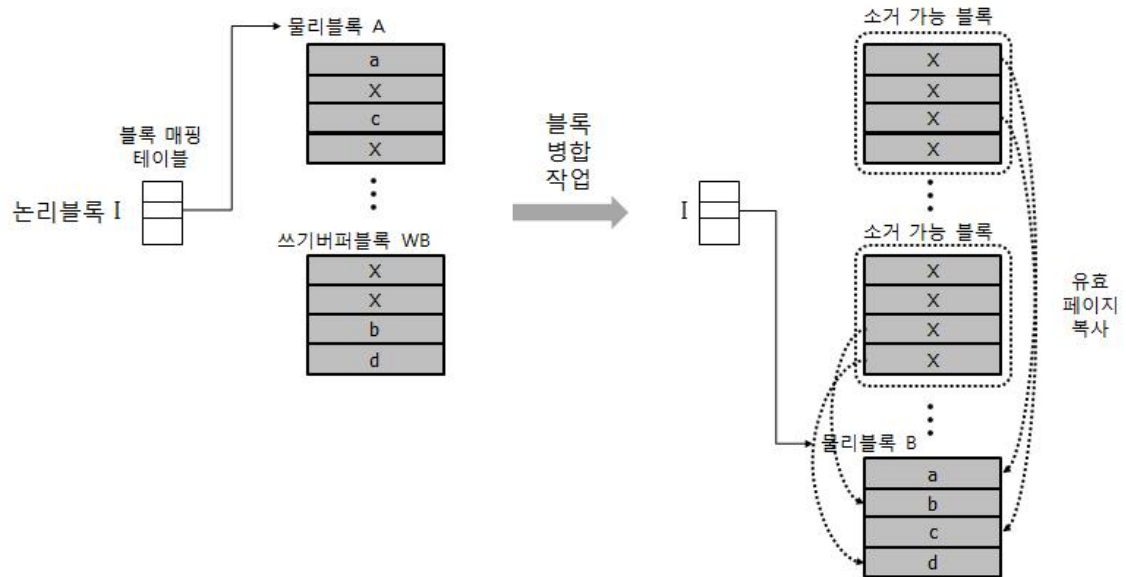 물리블록 A
a
X
c
X
블록 매핑
테이블
논리블록 I
쓰기버퍼블록 WB
X
X
b
d
블록
병합
작업
소거 가능 블록
X
X
X
X
I
소거 가능 블록
X
X
X
X
유효
페이지
복사
물리블록 B
a
b
c
d